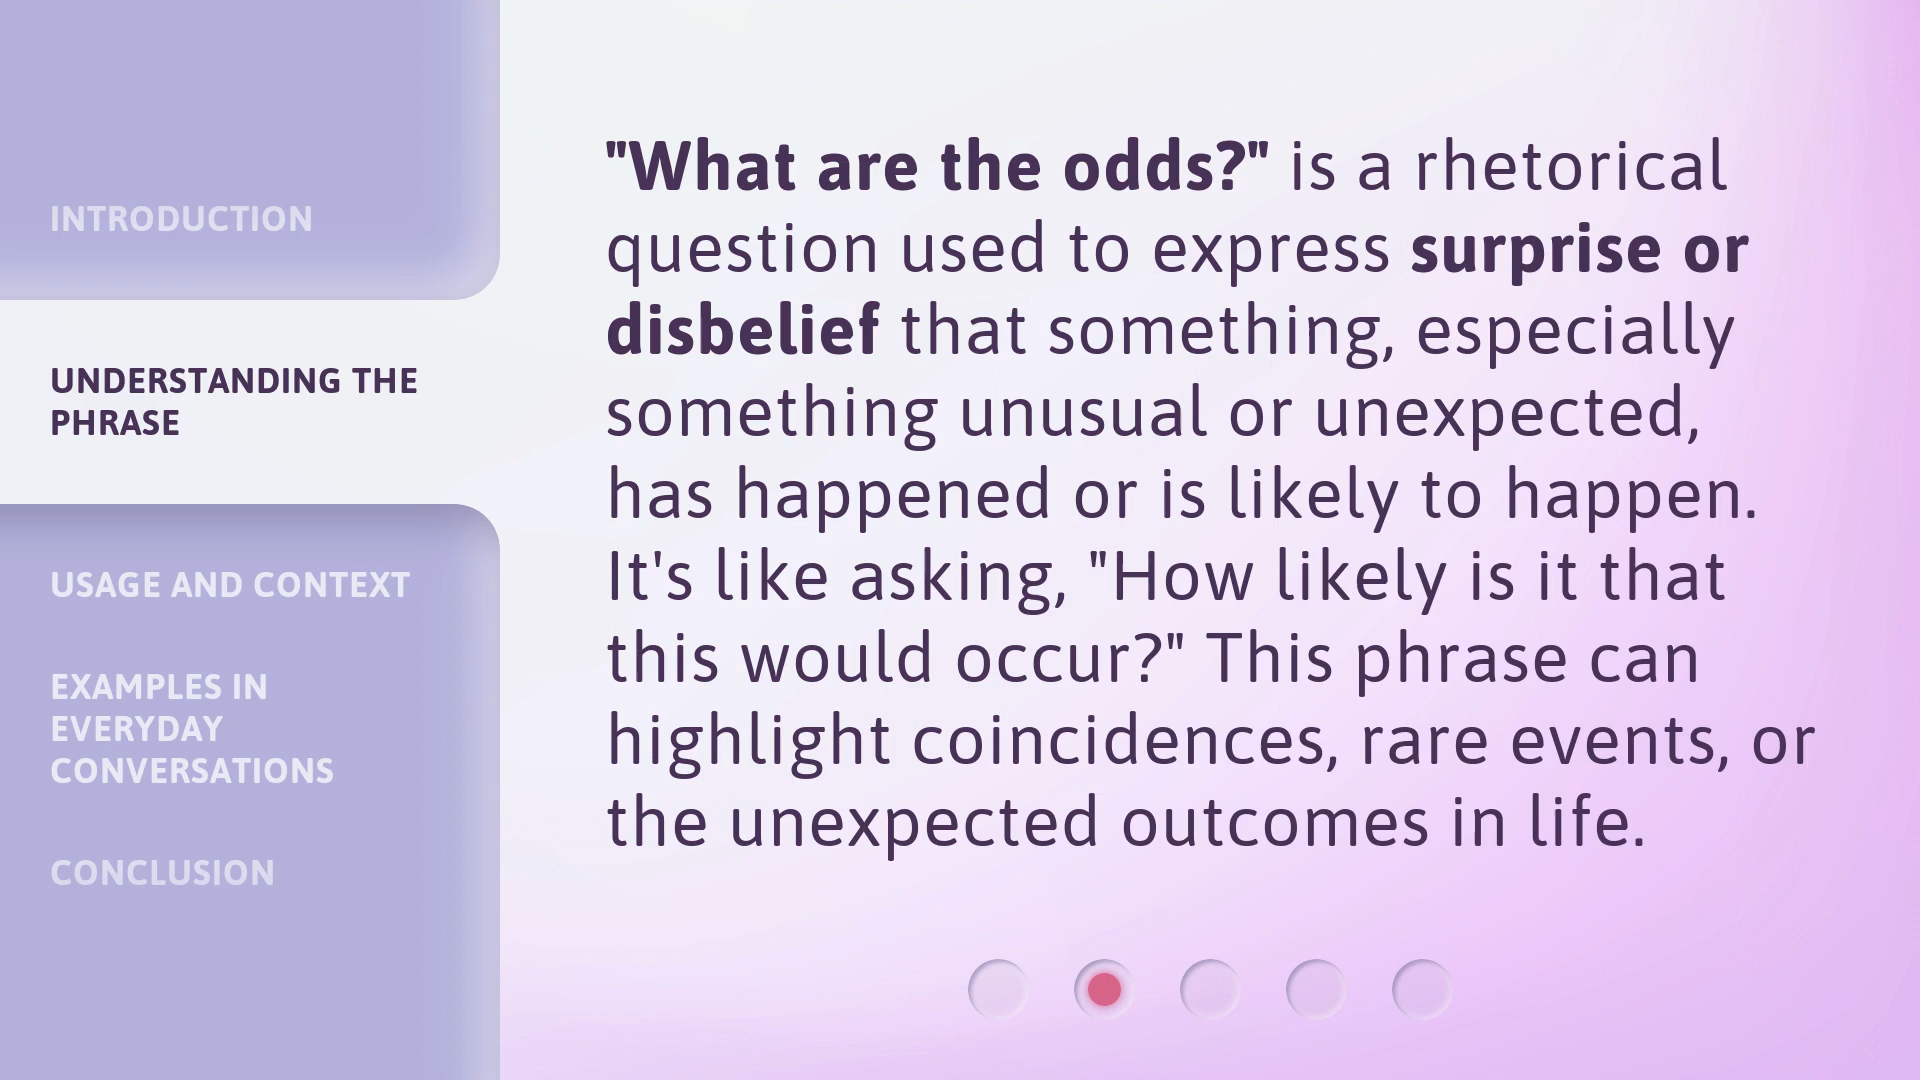 INTRODUCTION
UNDERSTANDING THE
PHRASE
USAGE AND CONTEXT
EXAMPLES IN
EVERYDAY
CONVERSATIONS
CONCLUSION
"What are the odds?" is a rhetorical
question used to express surprise or
disbelief that something, especially
something unusual or unexpected,
has happened or is likely to happen.
It's like asking, "How likely is it that
this would occur?" This phrase can
highlight coincidences, rare events, or
the unexpected outcomes in life.